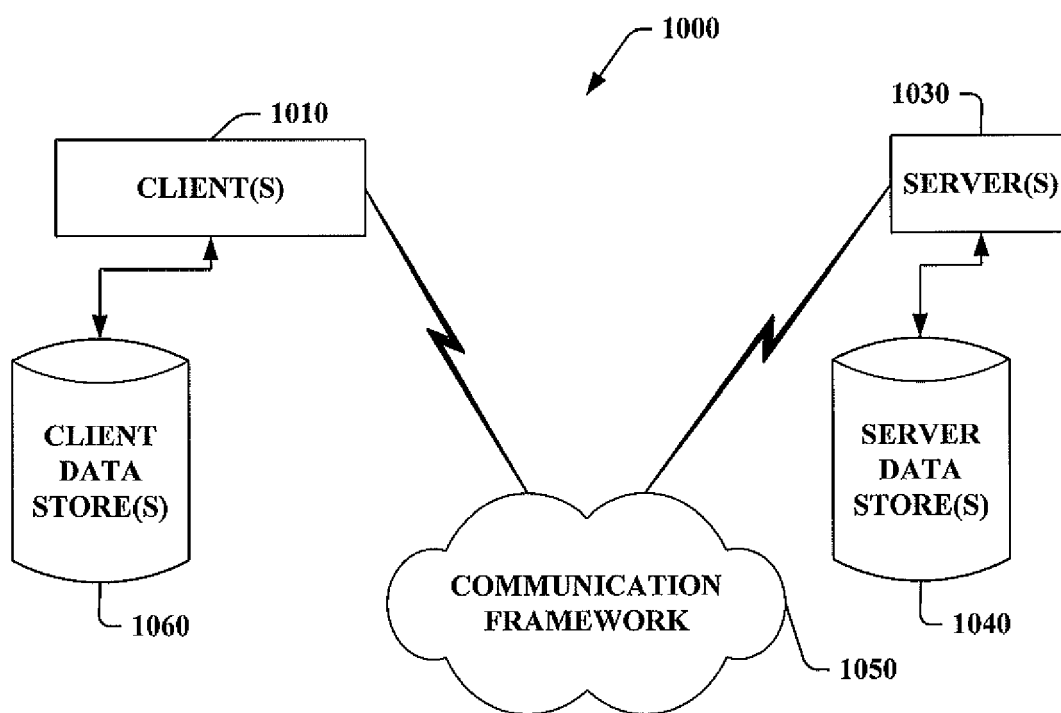 1000
1010
1030
CLIENT(S)
SERVER(S)
CLIENT
DATA
STORE(S)
SERVER
DATA
STORE(S)
COMMUNICATION
FRAMEWORK
1060
1040
1050